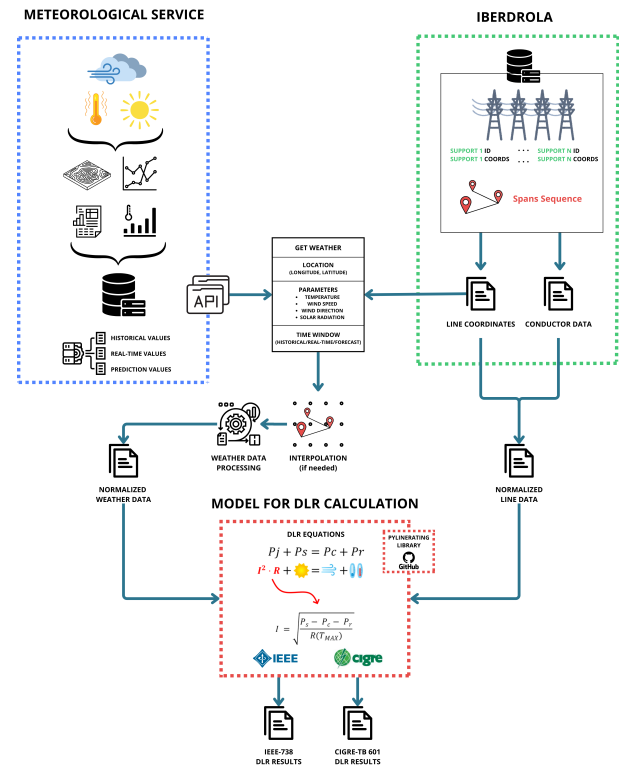 METEOROLOGICAL SERVICE
IBERDROLA
SUPPORT 1 ID
SUPPORT 1 COORDS
...
...
SUPPORT N ID
SUPPORT N COORDS
Spans Sequence
API
HISTORICAL VALUES
REAL-TIME VALUES
PREDICTION VALUES
GET WEATHER
LOCATION
(LONGITUDE, LATITUDE)
PARAMETERS
• TEMPERATURE
• WIND SPEED
• WIND DIRECTION
• SOLAR RADIATION
TIME WINDOW
(HISTORICAL/REAL-TIME/FORECAST)
LINE COORDINATES
CONDUCTOR DATA
WEATHER DATA
PROCESSING
INTERPOLATION
(if needed)
NORMALIZED
WEATHER DATA
NORMALIZED
LINE DATA
MODEL FOR DLR CALCULATION
DLR EQUATIONS
Pj + Ps = Pc + Pr
I² · R + = +
I = √((P_s − P_c − P_r) / R(T_MAX))
IEEE
cigre
PYLINERATING
LIBRARY
GitHub
IEEE-738
DLR RESULTS
CIGRE-TB 601
DLR RESULTS